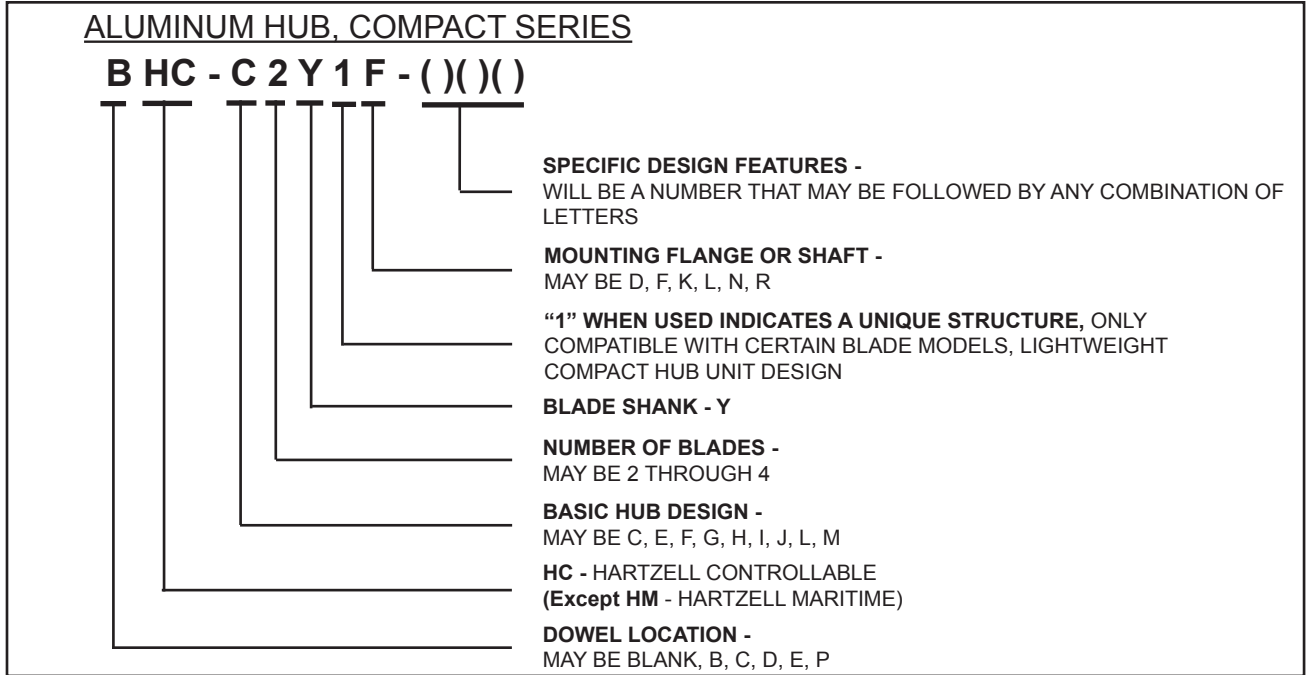 ALUMINUM HUB, COMPACT SERIES
B HC - C 2 Y 1 F - ( )( )( )
SPECIFIC DESIGN FEATURES -
WILL BE A NUMBER THAT MAY BE FOLLOWED BY ANY COMBINATION OF
LETTERS
MOUNTING FLANGE OR SHAFT -
MAY BE D, F, K, L, N, R
“1” WHEN USED INDICATES A UNIQUE STRUCTURE, ONLY
COMPATIBLE WITH CERTAIN BLADE MODELS, LIGHTWEIGHT
COMPACT HUB UNIT DESIGN
BLADE SHANK - Y
NUMBER OF BLADES -
MAY BE 2 THROUGH 4
BASIC HUB DESIGN -
MAY BE C, E, F, G, H, I, J, L, M
HC - HARTZELL CONTROLLABLE
(Except HM - HARTZELL MARITIME)
DOWEL LOCATION -
MAY BE BLANK, B, C, D, E, P